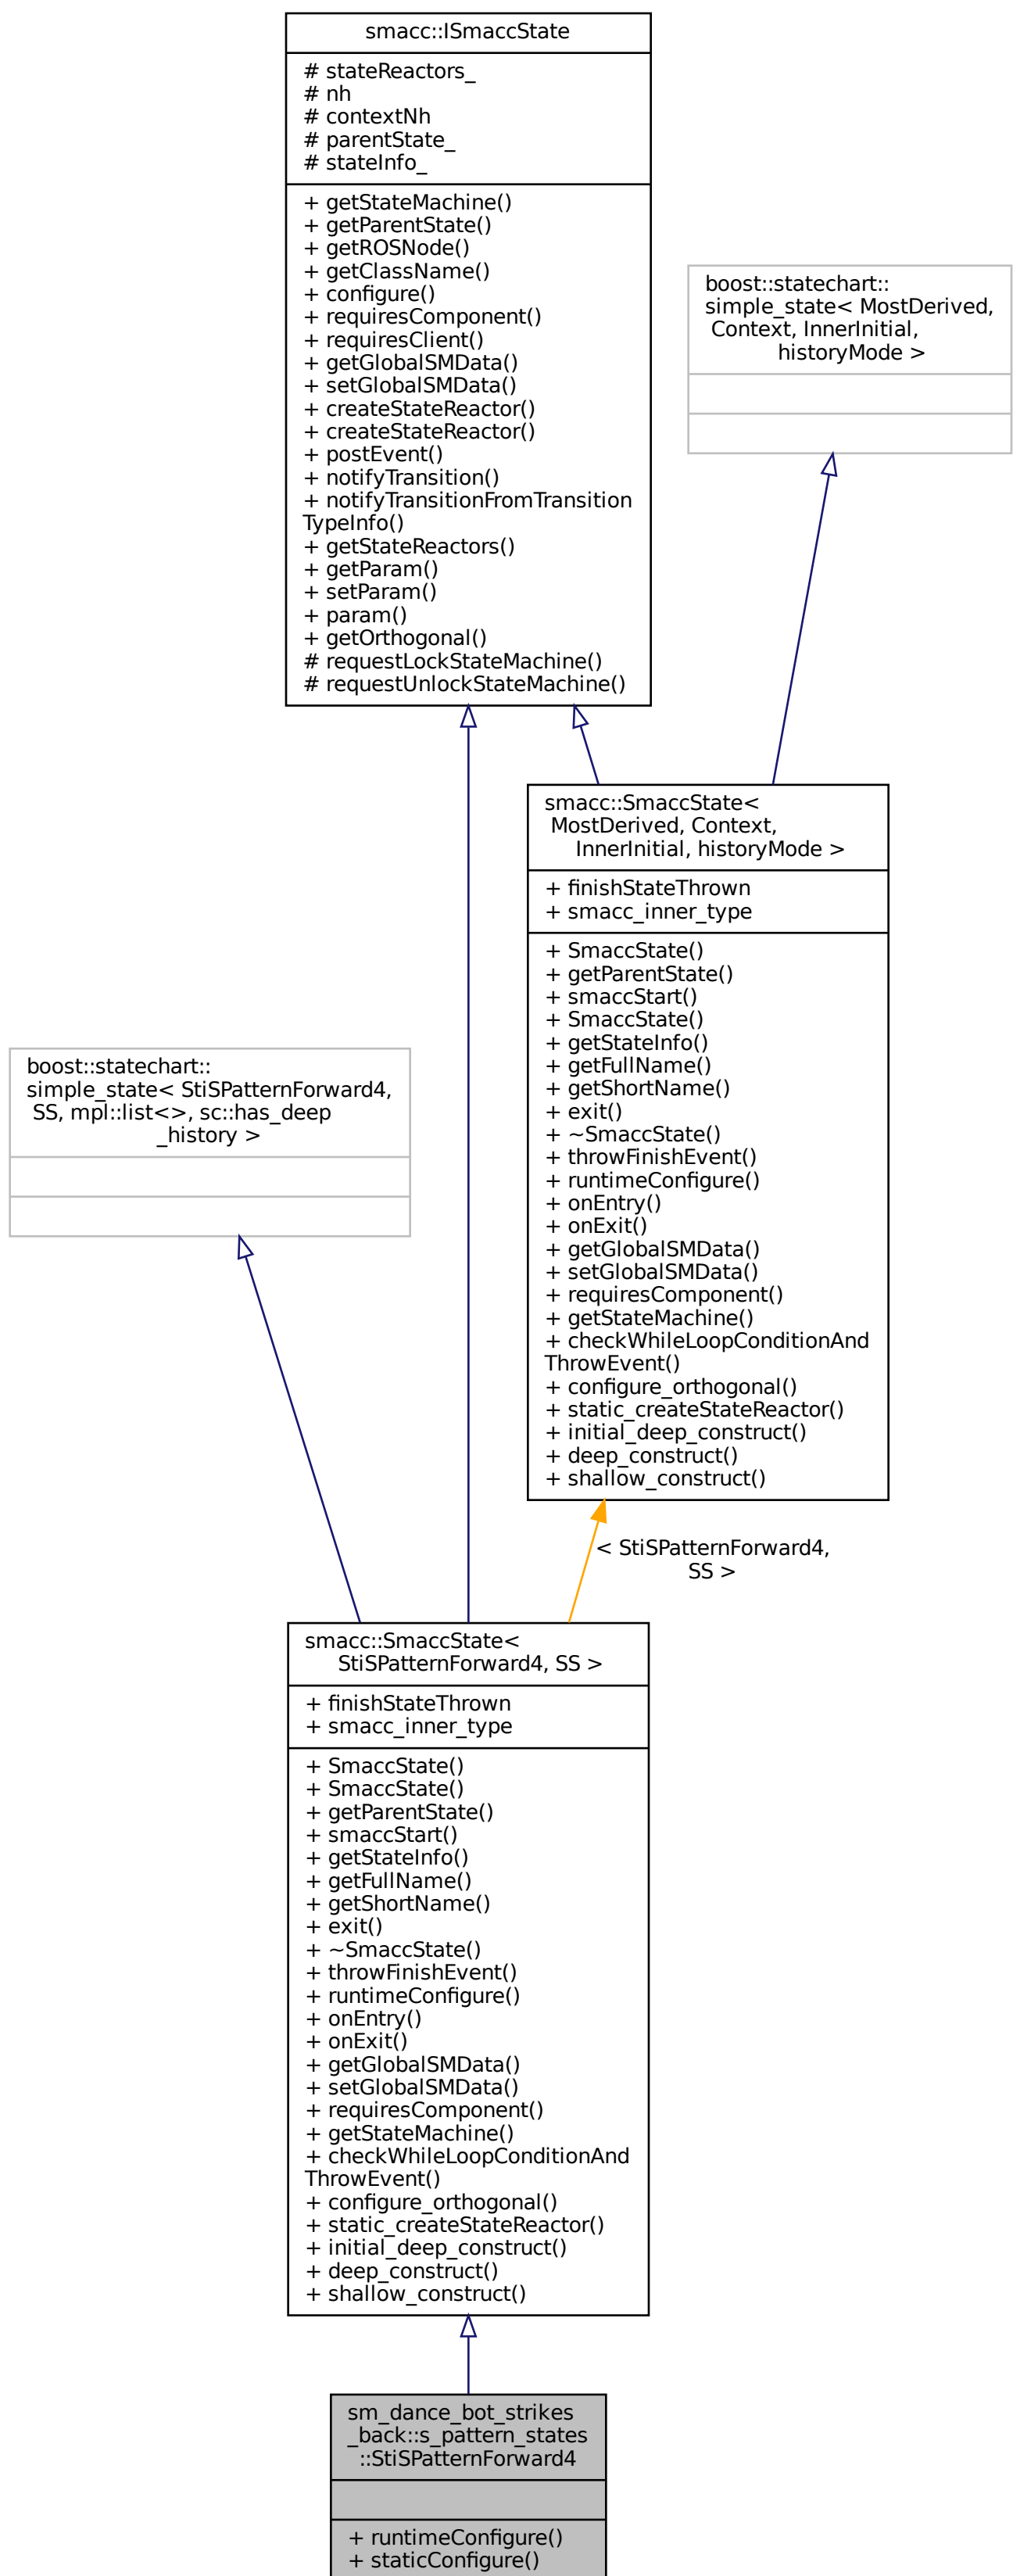 smacc::ISmaccState
# stateReactors_
# nh
# contextNh
# parentState_
# stateInfo_
+ getStateMachine()
+ getParentState()
+ getROSNode()
+ getClassName()
+ configure()
+ requiresComponent()
+ requiresClient()
+ getGlobalSMData()
+ setGlobalSMData()
+ createStateReactor()
+ createStateReactor()
+ postEvent()
+ notifyTransition()
+ notifyTransitionFromTransition
TypeInfo()
+ getStateReactors()
+ getParam()
+ setParam()
+ param()
+ getOrthogonal()
# requestLockStateMachine()
# requestUnlockStateMachine()
boost::statechart::
simple_state< MostDerived,
Context, InnerInitial,
historyMode >
smacc::SmaccState<
MostDerived, Context,
InnerInitial, historyMode >
+ finishStateThrown
+ smacc_inner_type
+ SmaccState()
+ getParentState()
+ smaccStart()
+ SmaccState()
+ getStateInfo()
+ getFullName()
+ getShortName()
+ exit()
+ ~SmaccState()
+ throwFinishEvent()
+ runtimeConfigure()
+ onEntry()
+ onExit()
+ getGlobalSMData()
+ setGlobalSMData()
+ requiresComponent()
+ getStateMachine()
+ checkWhileLoopConditionAnd
ThrowEvent()
+ configure_orthogonal()
+ static_createStateReactor()
+ initial_deep_construct()
+ deep_construct()
+ shallow_construct()
boost::statechart::
simple_state< StiSPatternForward4,
SS, mpl::list<>, sc::has_deep
_history >
< StiSPatternForward4,
SS >
smacc::SmaccState<
StiSPatternForward4, SS >
+ finishStateThrown
+ smacc_inner_type
+ SmaccState()
+ SmaccState()
+ getParentState()
+ smaccStart()
+ getStateInfo()
+ getFullName()
+ getShortName()
+ exit()
+ ~SmaccState()
+ throwFinishEvent()
+ runtimeConfigure()
+ onEntry()
+ onExit()
+ getGlobalSMData()
+ setGlobalSMData()
+ requiresComponent()
+ getStateMachine()
+ checkWhileLoopConditionAnd
ThrowEvent()
+ configure_orthogonal()
+ static_createStateReactor()
+ initial_deep_construct()
+ deep_construct()
+ shallow_construct()
sm_dance_bot_strikes
_back::s_pattern_states
::StiSPatternForward4
+ runtimeConfigure()
+ staticConfigure()